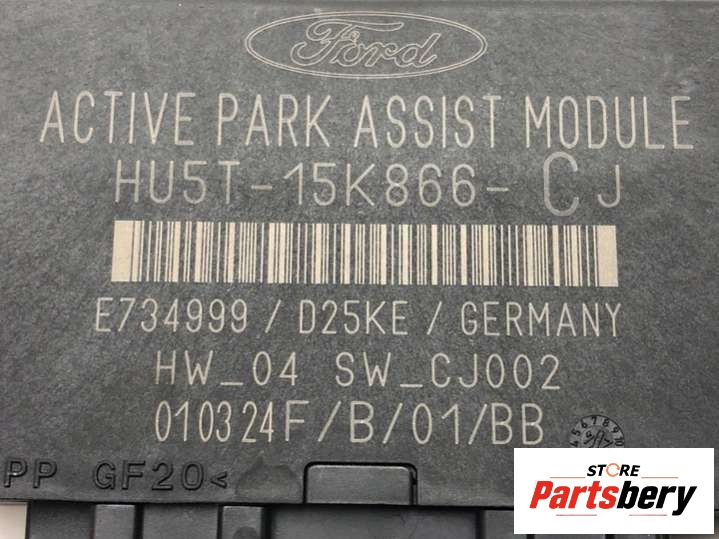 Ford
ACTIVE PARK ASSIST MODULE
HU5T-15K866-CJ
E734999 / D25KE / GERMANY
HW_04 SW_CJ002
010324F/B/01/BB
PP GF20<
STORE
Partsbery